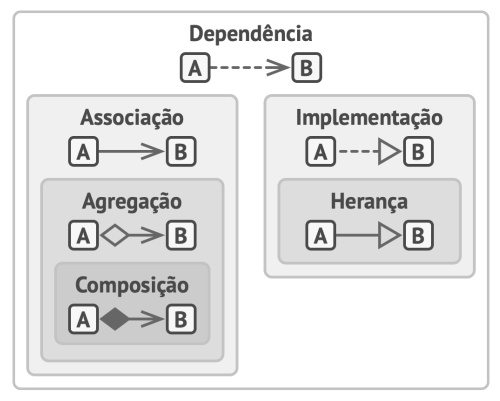 Dependência
A B
Associação
A B
Agregação
A B
Composição
A B
Implementação
A B
Herança
A B